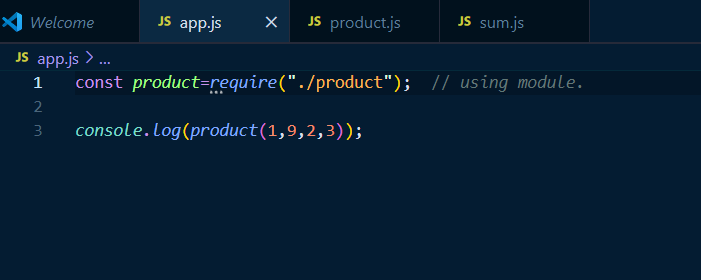 Welcome
JS app.js
JS product.js
JS sum.js
JS app.js > ...
1 const product=require("./product"); // using module.
2
3 console.log(product(1,9,2,3));